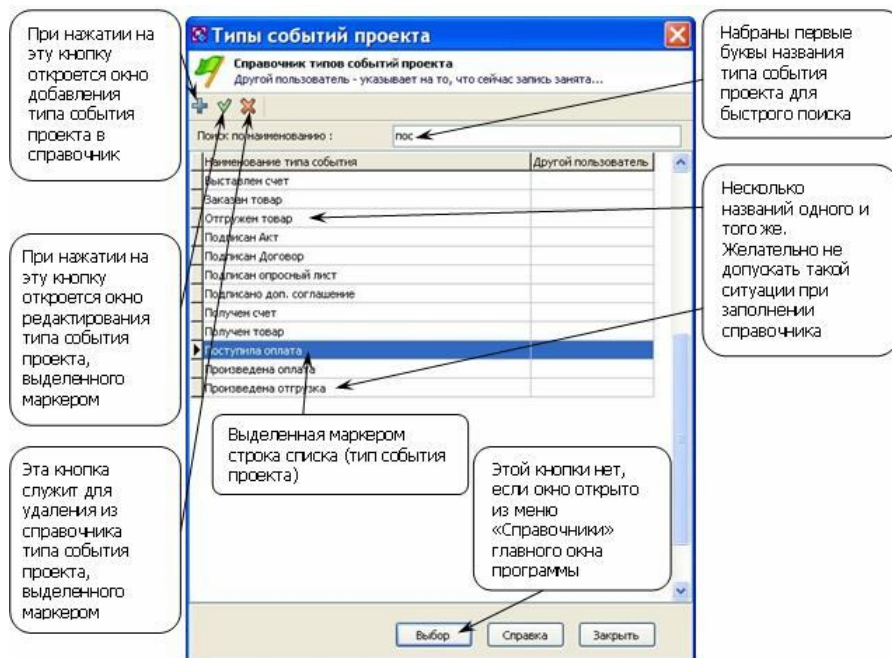 При нажатии на
эту кнопку
откроется окно
добавления
типа события
проекта в
справочник
При нажатии на
эту кнопку
откроется окно
редактирования
типа события
проекта,
выделенного
маркером
Эта кнопка
служит для
удаления из
справочника
типа события
проекта,
выделенного
маркером
Типы событий проекта
Справочник типов событий проекта
Другой пользователь - указывает на то, что сейчас запись занята...
Поиск по наименованию :
пос
Наименование типа события
Другой пользователь
Выставлен счет
Заказан товар
Отгружен товар
Подписан Акт
Подписан Договор
Подписан опросный лист
Подписано доп. соглашение
Получен счет
Получен товар
Поступила оплата
Произведена оплата
Произведена отгрузка
Выделенная маркером
строка списка (тип события
проекта)
Этой кнопки нет,
если окно открыто
из меню
«Справочники»
главного окна
программы
Выбор
Справка
Закрыть
Набраны первые
буквы названия
типа события
проекта для
быстрого поиска
Несколько
названий одного и
того же.
Желательно не
допускать такой
ситуации при
заполнении
справочника